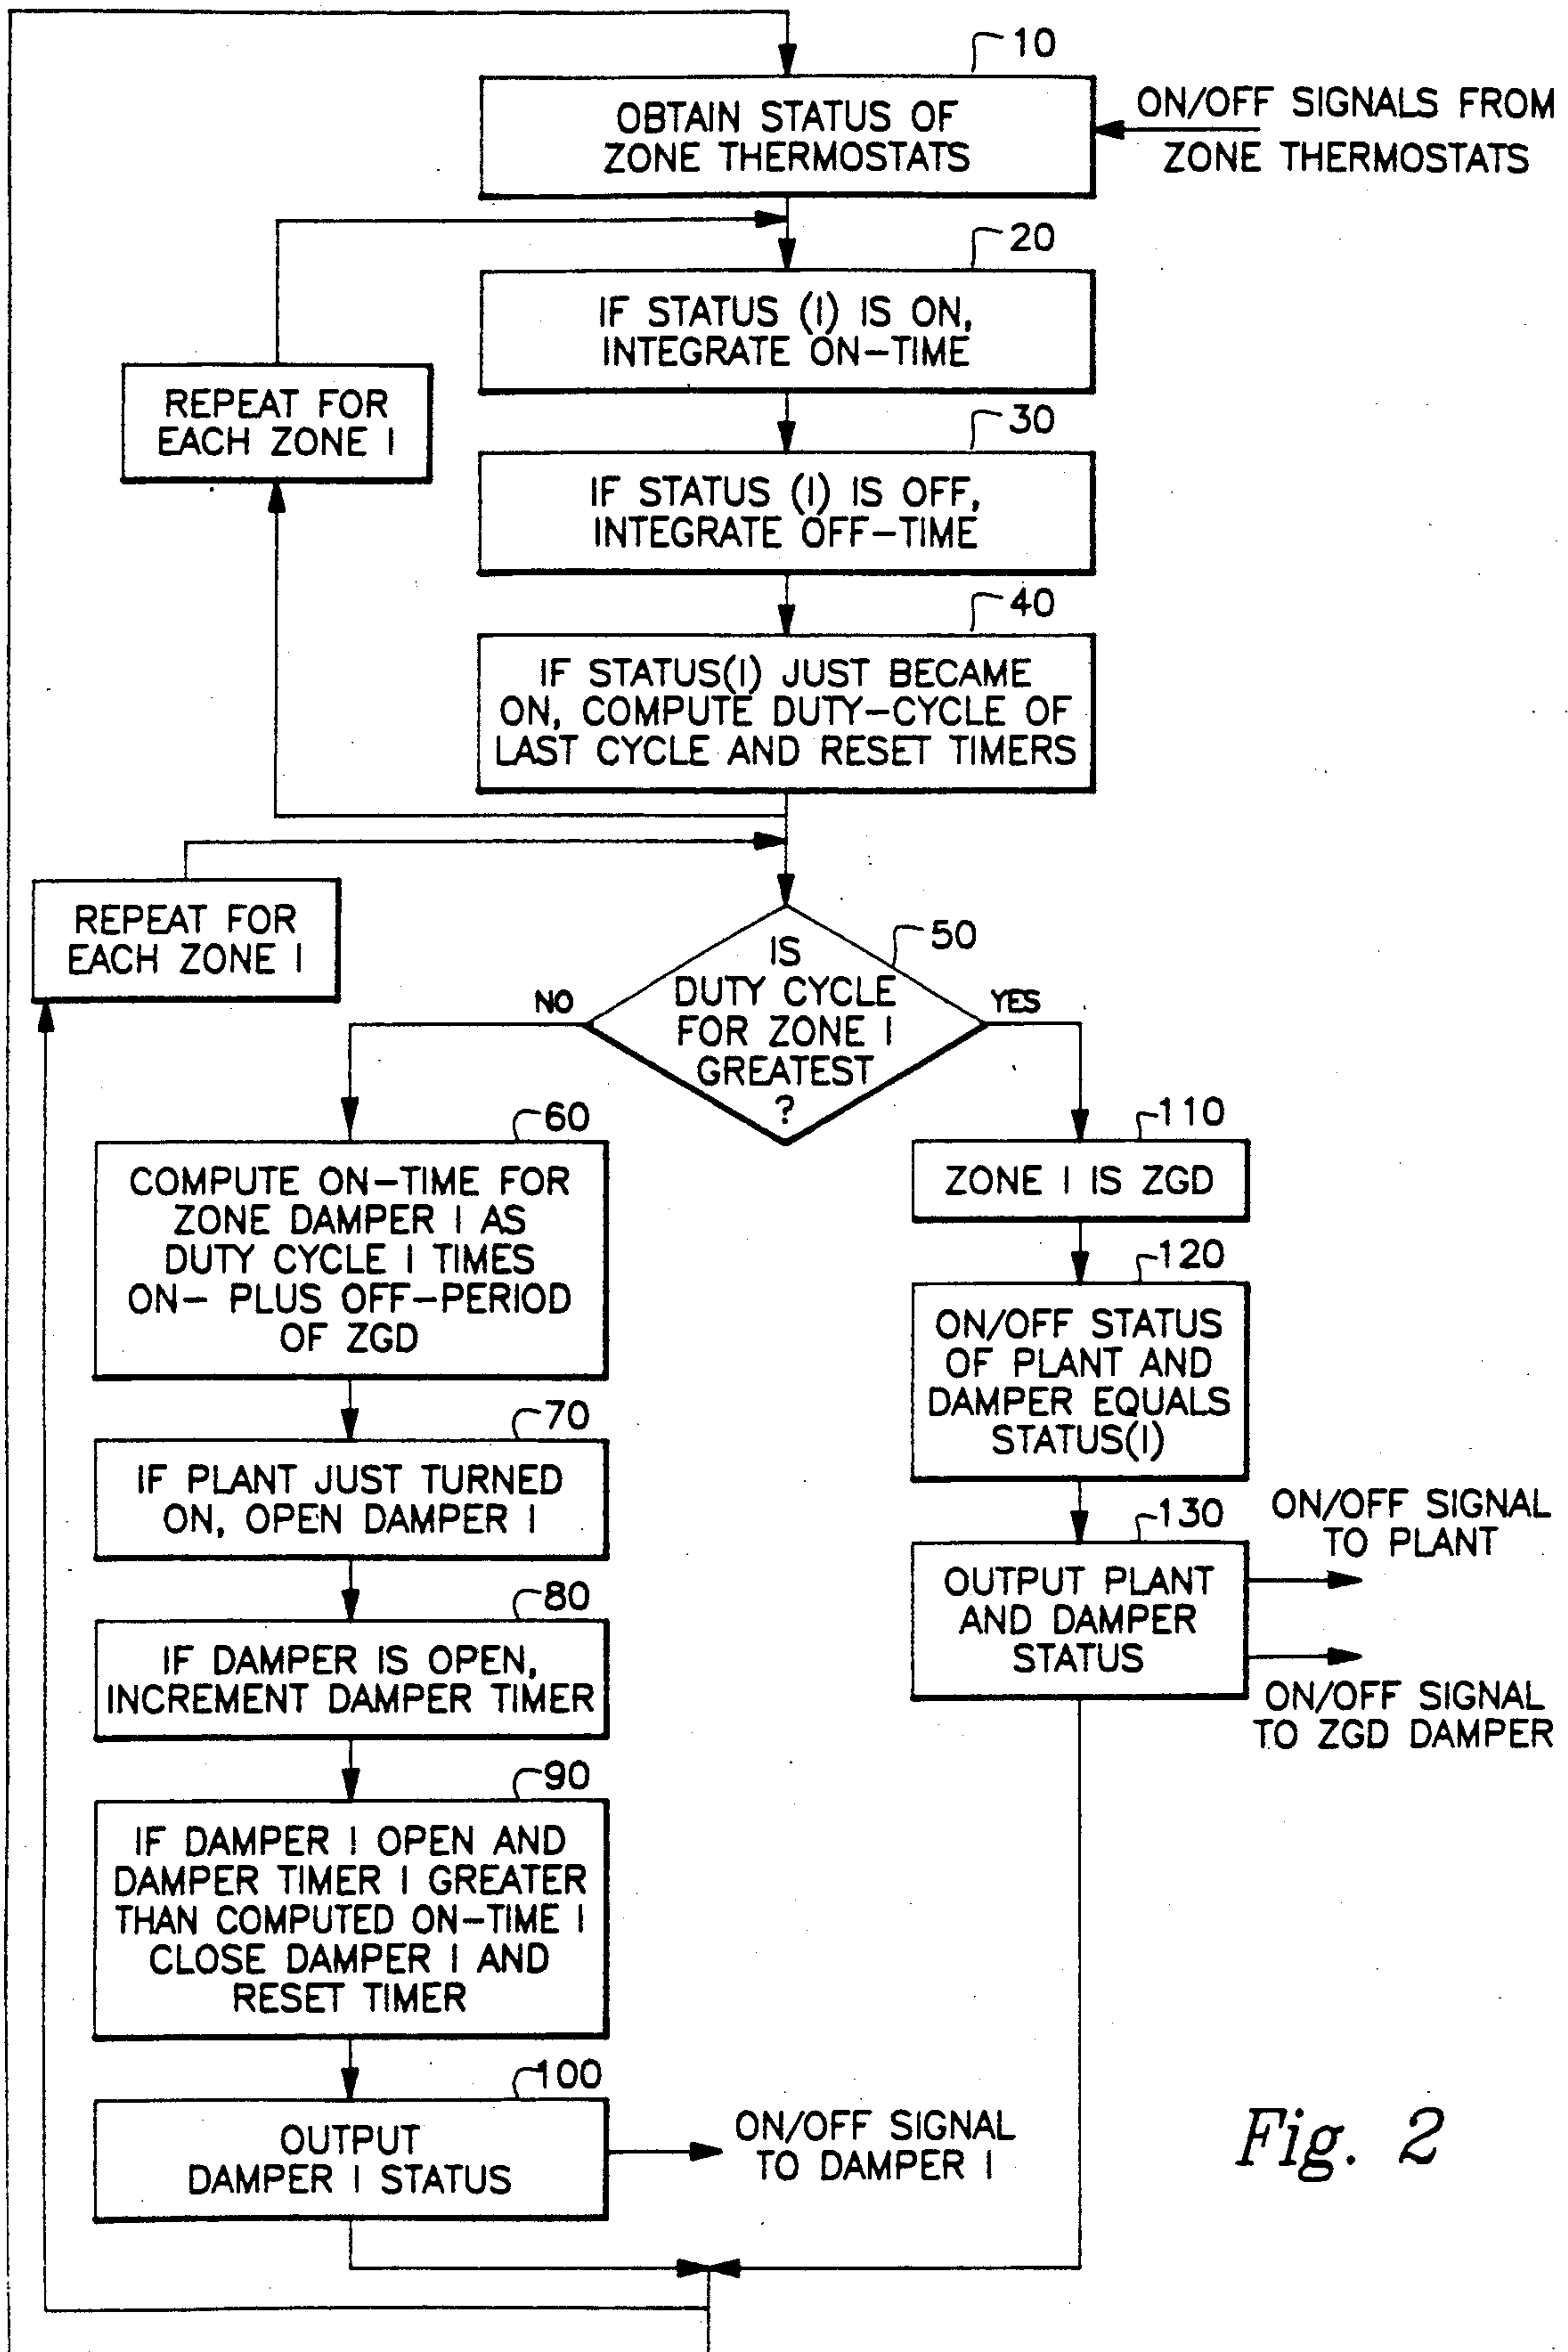 10
OBTAIN STATUS OF
ZONE THERMOSTATS
ON/OFF SIGNALS FROM
ZONE THERMOSTATS
20
IF STATUS (I) IS ON,
INTEGRATE ON-TIME
REPEAT FOR
EACH ZONE I
30
IF STATUS (I) IS OFF,
INTEGRATE OFF-TIME
40
IF STATUS(I) JUST BECAME
ON, COMPUTE DUTY-CYCLE OF
LAST CYCLE AND RESET TIMERS
REPEAT FOR
EACH ZONE I
50
IS
DUTY CYCLE
FOR ZONE I
GREATEST
?
NO
YES
60
COMPUTE ON-TIME FOR
ZONE DAMPER I AS
DUTY CYCLE I TIMES
ON- PLUS OFF-PERIOD
OF ZGD
70
IF PLANT JUST TURNED
ON, OPEN DAMPER I
80
IF DAMPER IS OPEN,
INCREMENT DAMPER TIMER
90
IF DAMPER I OPEN AND
DAMPER TIMER I GREATER
THAN COMPUTED ON-TIME I
CLOSE DAMPER I AND
RESET TIMER
100
OUTPUT
DAMPER I STATUS
ON/OFF SIGNAL
TO DAMPER I
110
ZONE I IS ZGD
120
ON/OFF STATUS
OF PLANT AND
DAMPER EQUALS
STATUS(I)
130
OUTPUT PLANT
AND DAMPER
STATUS
ON/OFF SIGNAL
TO PLANT
ON/OFF SIGNAL
TO ZGD DAMPER
Fig. 2